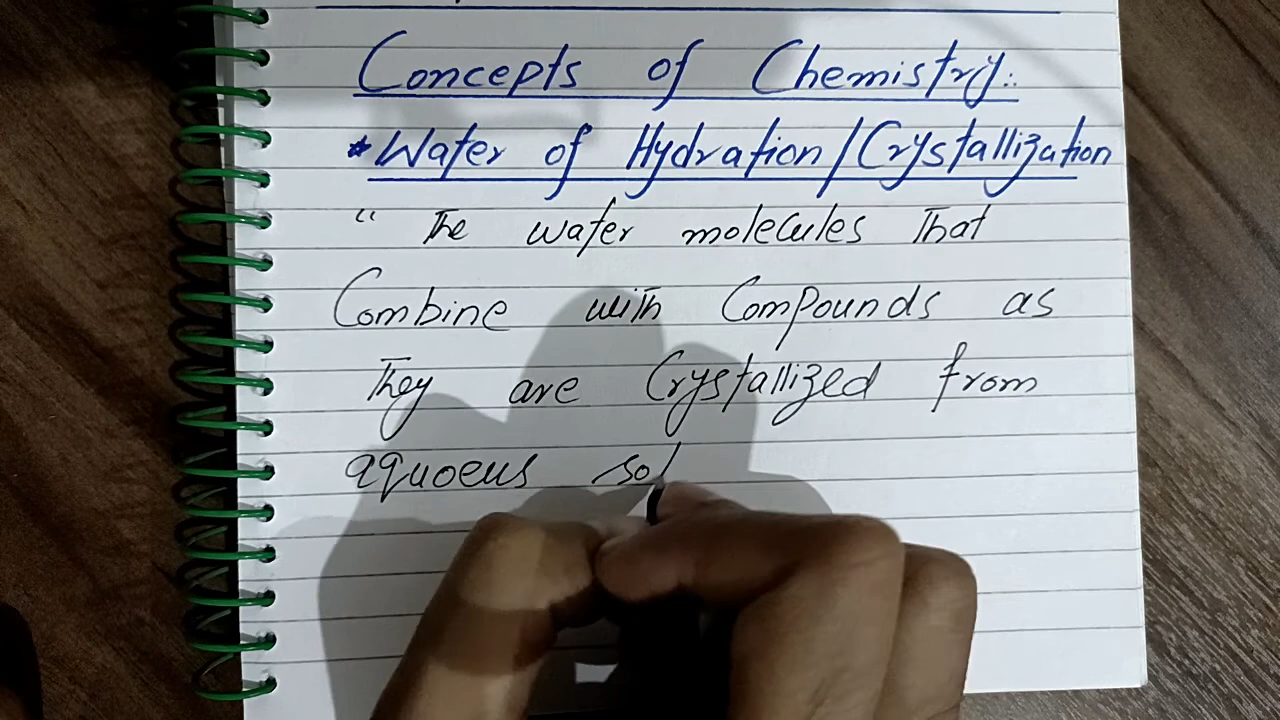 Concepts of Chemistry:
*Water of Hydration/Crystallization
“ The water molecules That
Combine with Compounds as
They are Crystallized from
aquoeus sol